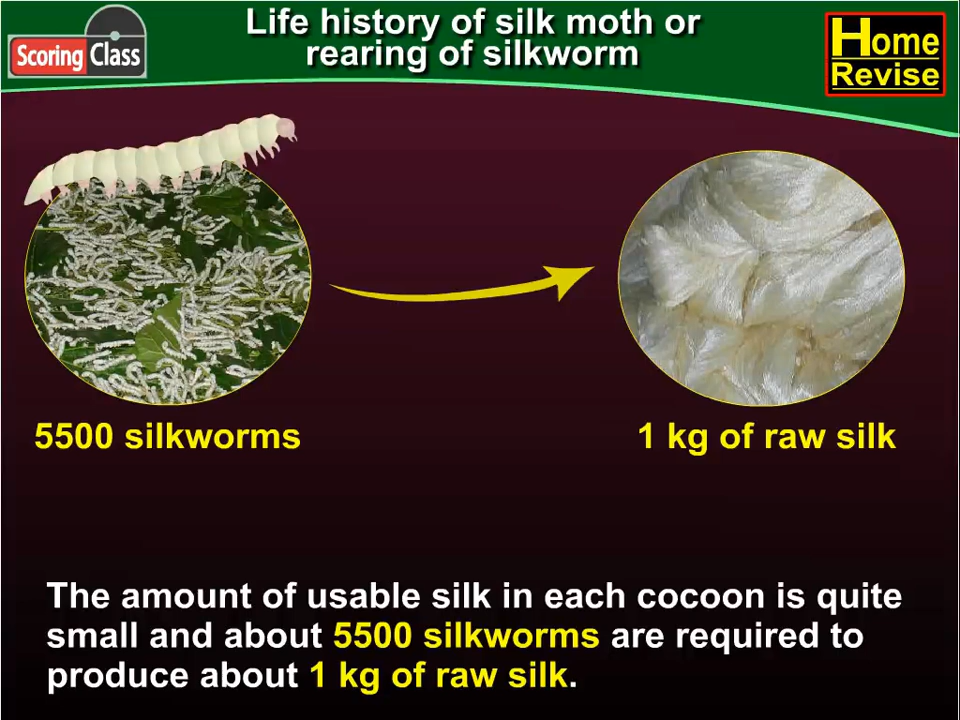 Scoring Class
Life history of silk moth or
rearing of silkworm
Home
Revise
5500 silkworms
1 kg of raw silk
The amount of usable silk in each cocoon is quite
small and about 5500 silkworms are required to
produce about 1 kg of raw silk.